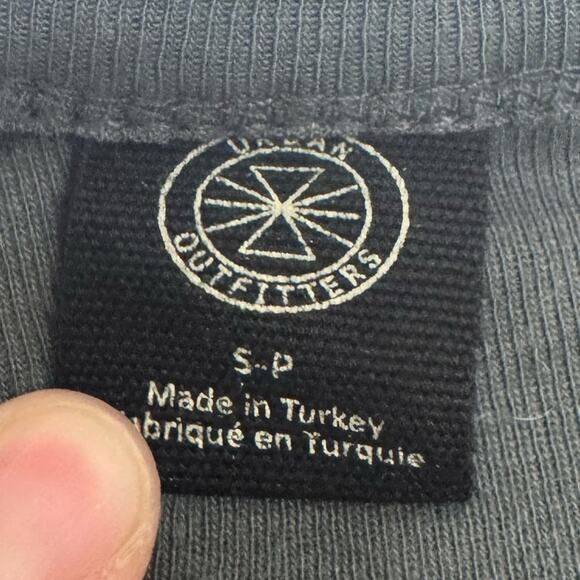 URBAN
OUTFITTERS
S-P
Made in Turkey
abriqué en Turquie